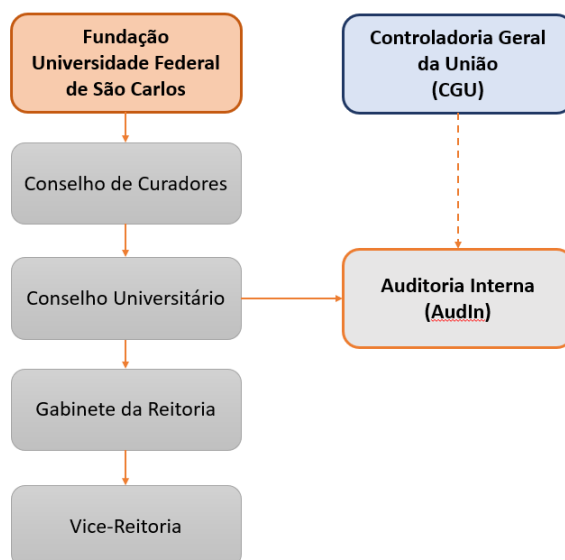 Fundação
Universidade Federal
de São Carlos
Controladoria Geral
da União
(CGU)
Conselho de Curadores
Conselho Universitário
Auditoria Interna
(AudIn)
Gabinete da Reitoria
Vice-Reitoria